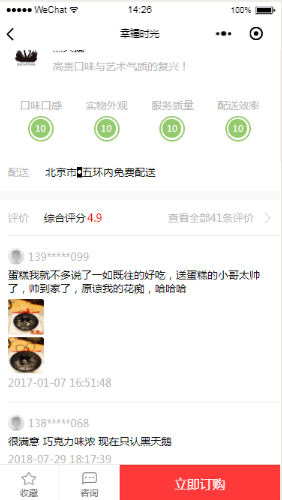 WeChat 14:26 100%
幸福时光
高贵口味与艺术气质的复兴！
口味口感 实物外观 服务质量 配送效率
10 10 10 10
配送 北京市 五环内免费配送
评价 综合评分 4.9 查看全部41条评价
139*****099
蛋糕我就不多说了一如既往的好吃，送蛋糕的小哥太帅
了，帅到家了，原谅我的花痴，哈哈哈
2017-01-07 16:51:48
138*****068
很满意 巧克力味浓 现在只认黑天鹅
2018-07-29 18:17:39
收藏 咨询 立即订购